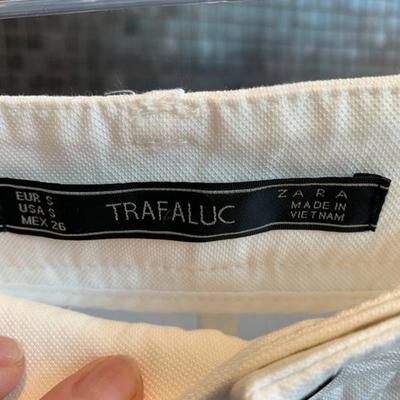 EUR S
USA S
MEX 26
TRAFALUC
ZARA
MADE IN
VIETNAM